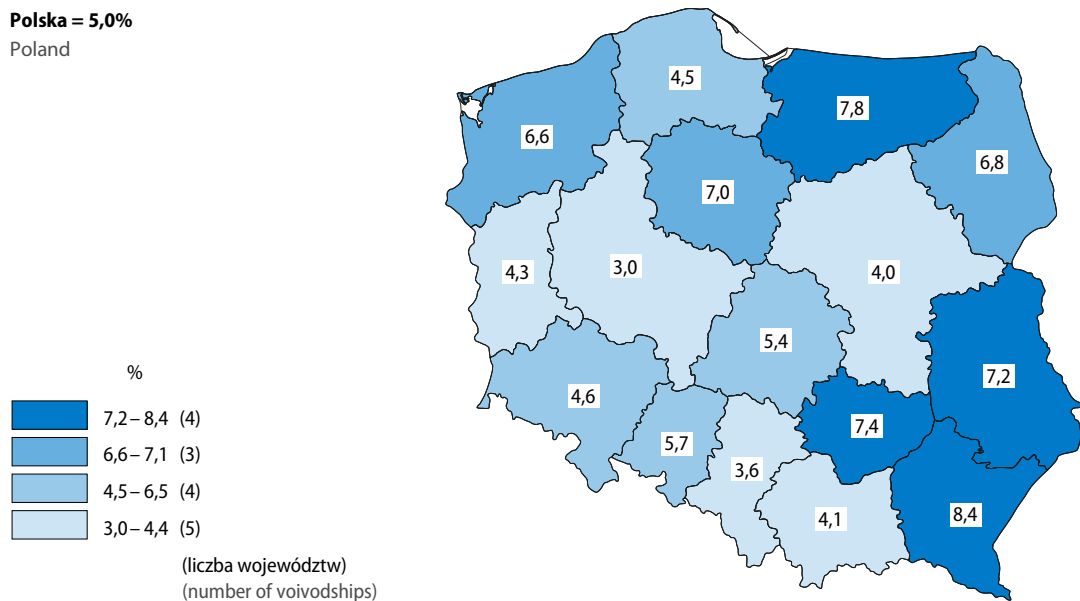 Polska = 5,0%
Poland
4,5
7,8
6,6
6,8
7,0
4,3
3,0
4,0
5,4
7,2
4,6
7,4
5,7
3,6
4,1
8,4
%
7,2 – 8,4 (4)
6,6 – 7,1 (3)
4,5 – 6,5 (4)
3,0 – 4,4 (5)
(liczba województw)
(number of voivodships)